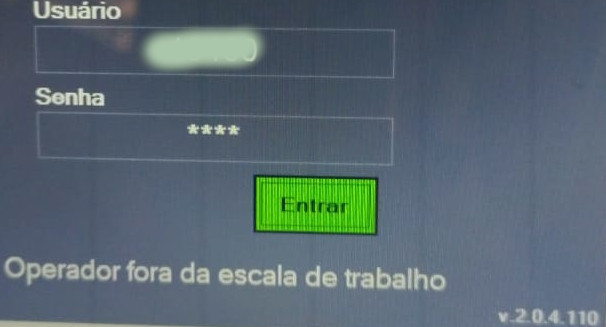 Usuário
Senha
****
Entrar
Operador fora da escala de trabalho
v.2.0.4.110